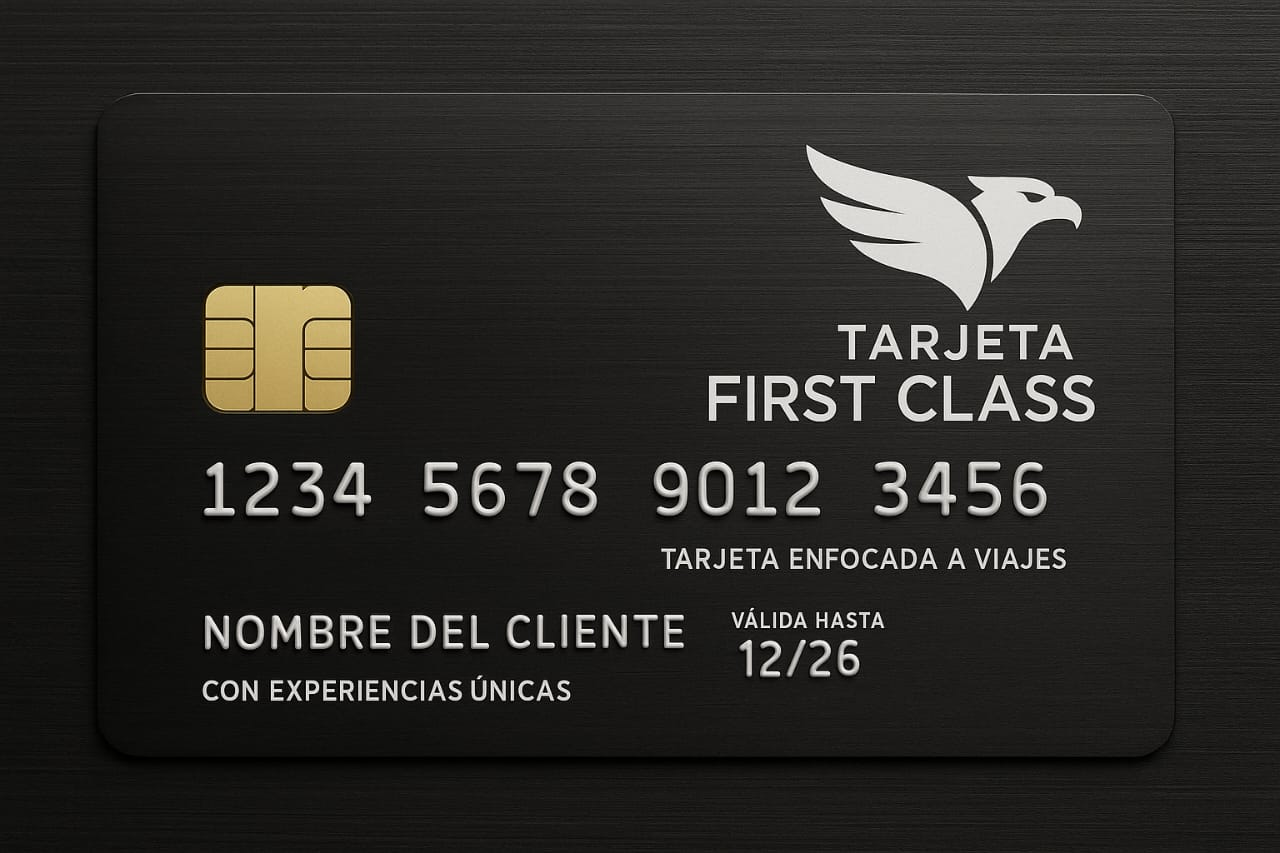 TARJETA
FIRST CLASS
1234 5678 9012 3456
TARJETA ENFOCADA A VIAJES
NOMBRE DEL CLIENTE
CON EXPERIENCIAS ÚNICAS
VÁLIDA HASTA
12/26